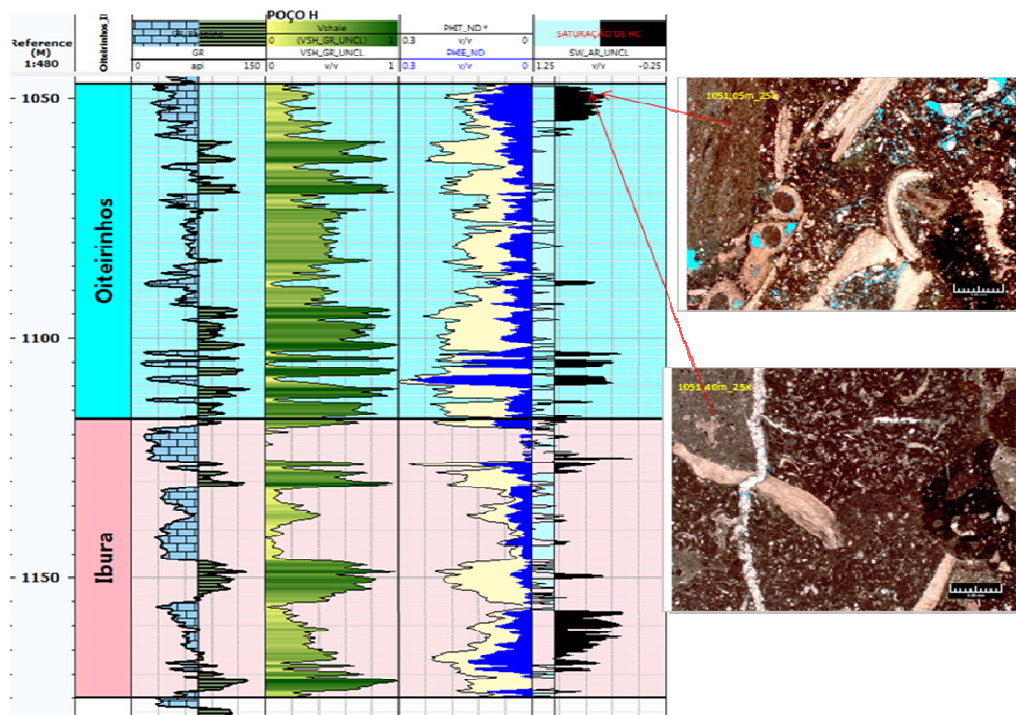 POÇO H
Reference
(M)
1:480
Oiteirinhos_I
GR
0 api 150
Vshale
0 (VSH_GR_UNCL) 1
VSH_GR_UNCL
0 v/v 1
PHIT_ND *
0.3 v/v 0
PHIE_ND
0.3 v/v 0
SATURAÇÃO DE HC
SW_AR_UNCL
1.25 v/v -0.25
1050
1100
1150
Oiteirinhos
Ibura
1051,05m_25x
1051,40m_25x